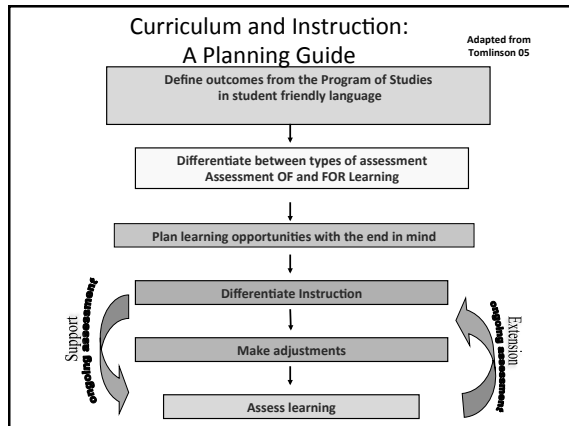 Curriculum and Instruction:
A Planning Guide
Adapted from
Tomlinson 05
Define outcomes from the Program of Studies
in student friendly language
Differentiate between types of assessment
Assessment OF and FOR Learning
Plan learning opportunities with the end in mind
Differentiate Instruction
Make adjustments
Assess learning
Support
ongoing assessment
Extension
ongoing assessment